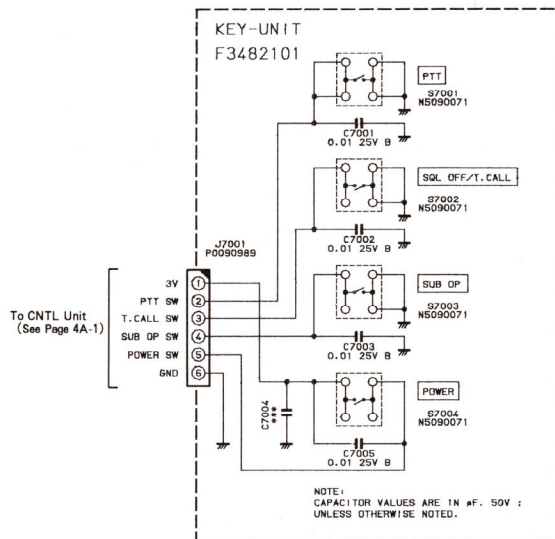 KEY-UNIT
F3482101
PTT
S7001
N5090071
C7001
0.01 25V B
SQL OFF/T.CALL
S7002
N5090071
C7002
0.01 25V B
J7001
P0090989
To CNTL Unit
(See Page 4A-1)
3V 1
PTT SW 2
T.CALL SW 3
SUB OP SW 4
POWER SW 5
GND 6
SUB OP
S7003
N5090071
C7003
0.01 25V B
POWER
S7004
N5090071
C7004
***
C7005
0.01 25V B
NOTE:
CAPACITOR VALUES ARE IN µF. 50V ;
UNLESS OTHERWISE NOTED.